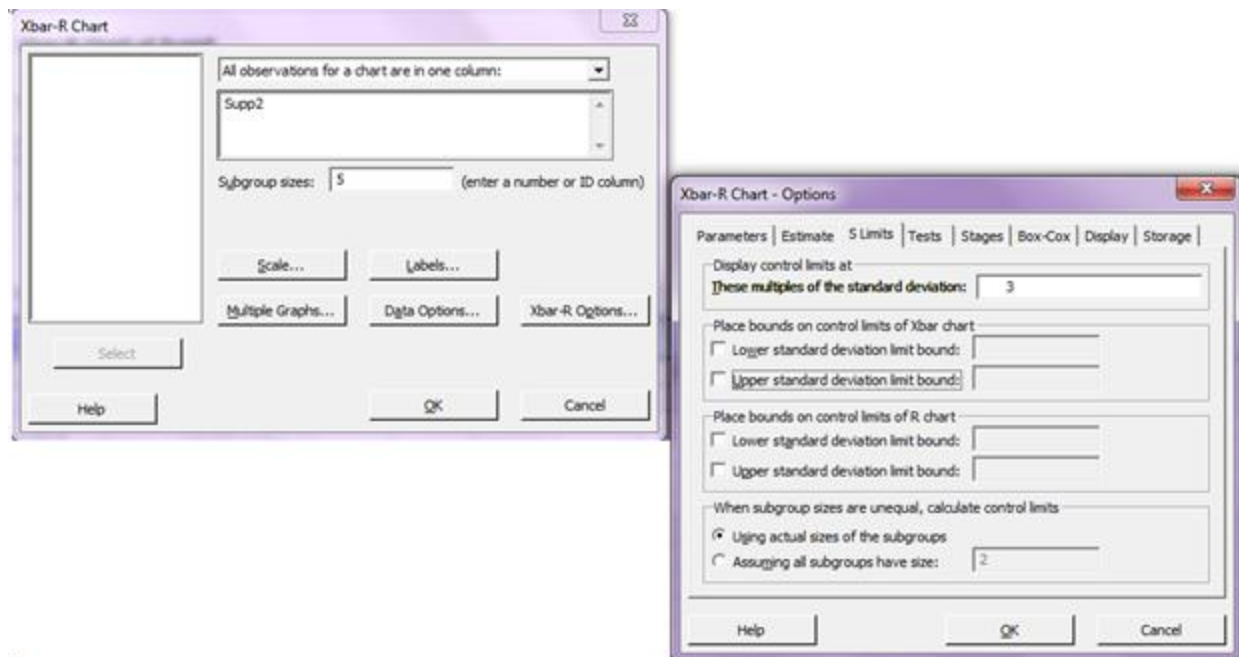 Xbar-R Chart
All observations for a chart are in one column:
Supp2
Subgroup sizes: 5 (enter a number or ID column)
Scale... Labels...
Multiple Graphs... Data Options... Xbar-R Options...
Select
Help OK Cancel
Xbar-R Chart - Options
Parameters Estimate S Limits Tests Stages Box-Cox Display Storage
Display control limits at
These multiples of the standard deviation: 3
Place bounds on control limits of Xbar chart
Lower standard deviation limit bound:
Upper standard deviation limit bound:
Place bounds on control limits of R chart
Lower standard deviation limit bound:
Upper standard deviation limit bound:
When subgroup sizes are unequal, calculate control limits
Using actual sizes of the subgroups
Assuming all subgroups have size: 2
Help OK Cancel